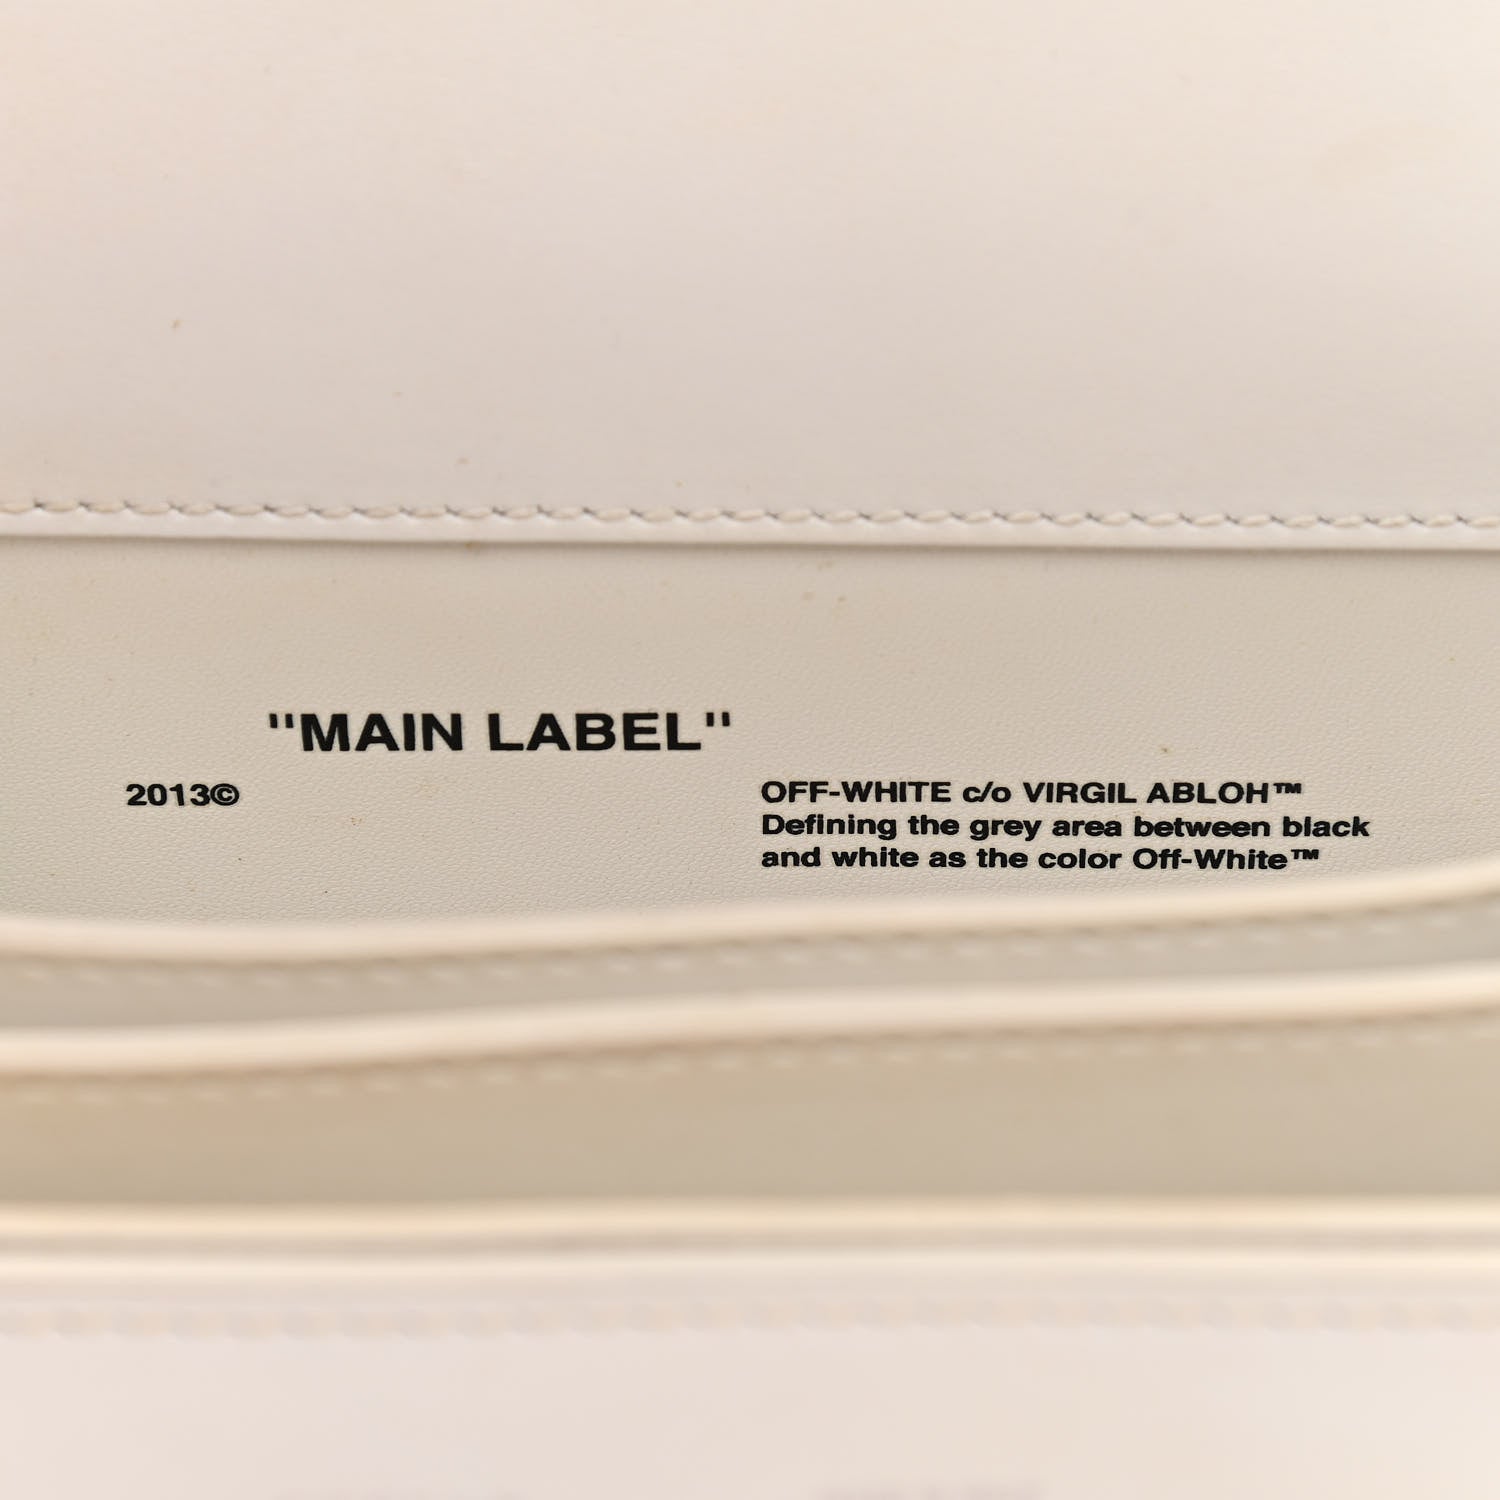 "MAIN LABEL"
2013©
OFF-WHITE c/o VIRGIL ABLOH™
Defining the grey area between black
and white as the color Off-White™